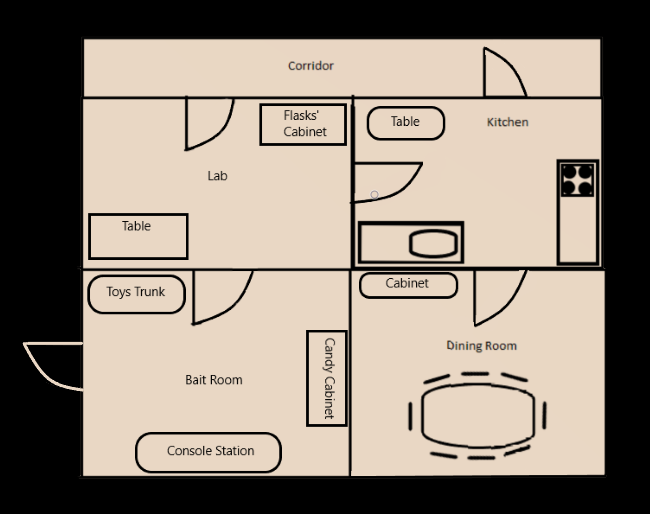 Corridor
Flasks'
Cabinet
Table
Kitchen
Lab
Table
Toys Trunk
Cabinet
Dining Room
Candy Cabinet
Bait Room
Console Station